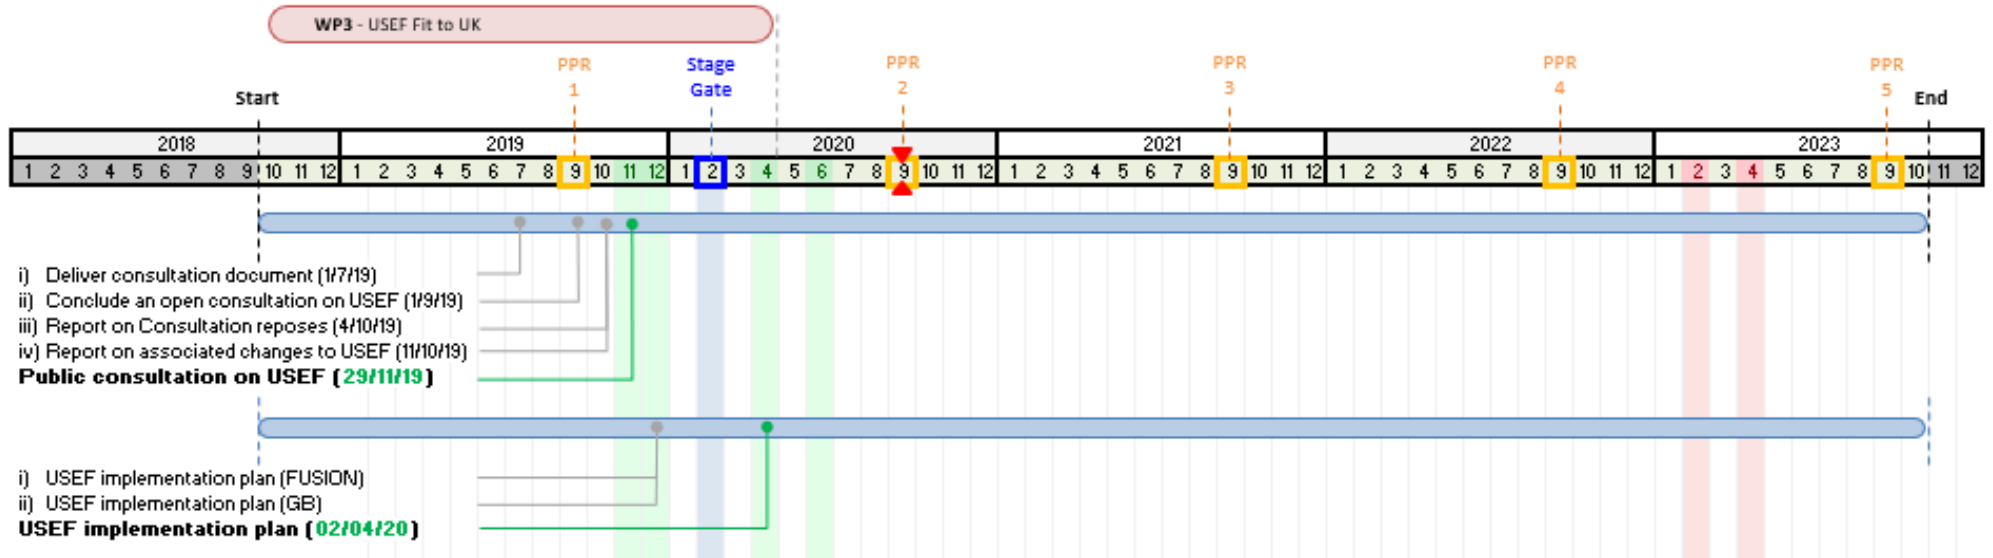 WP3 - USEF Fit to UK
PPR
1
Stage
Gate
PPR
2
PPR
3
PPR
4
PPR
5
Start
End
2018 2019 2020 2021 2022 2023
1 2 3 4 5 6 7 8 9 10 11 12 1 2 3 4 5 6 7 8 9 10 11 12 1 2 3 4 5 6 7 8 9 10 11 12 1 2 3 4 5 6 7 8 9 10 11 12 1 2 3 4 5 6 7 8 9 10 11 12 1 2 3 4 5 6 7 8 9 10 11 12
i) Deliver consultation document (1/7/19)
ii) Conclude an open consultation on USEF (1/9/19)
iii) Report on Consultation reposes (4/10/19)
iv) Report on associated changes to USEF (11/10/19)
Public consultation on USEF (29/11/19)
i) USEF implementation plan (FUSION)
ii) USEF implementation plan (GB)
USEF implementation plan (02/04/20)